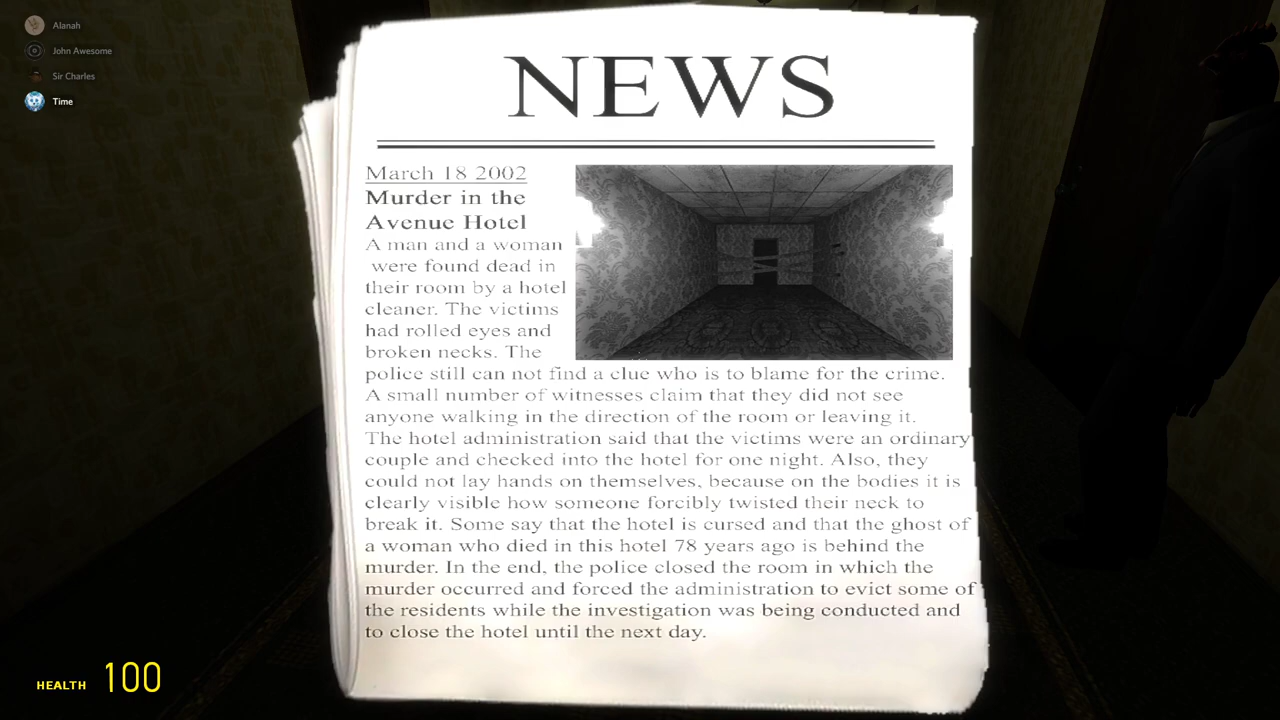 Alanah
John Awesome
Sir Charles
Time
NEWS
March 18 2002
Murder in the
Avenue Hotel
A man and a woman
were found dead in
their room by a hotel
cleaner. The victims
had rolled eyes and
broken necks. The
police still can not find a clue who is to blame for the crime.
A small number of witnesses claim that they did not see
anyone walking in the direction of the room or leaving it.
The hotel administration said that the victims were an ordinary
couple and checked into the hotel for one night. Also, they
could not lay hands on themselves, because on the bodies it is
clearly visible how someone forcibly twisted their neck to
break it. Some say that the hotel is cursed and that the ghost of
a woman who died in this hotel 78 years ago is behind the
murder. In the end, the police closed the room in which the
murder occurred and forced the administration to evict some of
the residents while the investigation was being conducted and
to close the hotel until the next day.
HEALTH 100